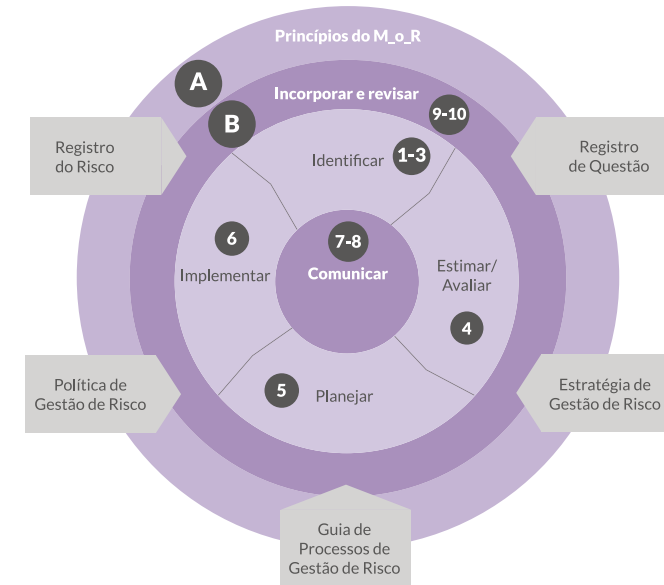 Princípios do M_o_R
A
Incorporar e revisar
B
9-10
Registro
do Risco
Registro
de Questão
Identificar
1-3
6
Implementar
7-8
Comunicar
Estimar/
Avaliar
4
5
Planejar
Política de
Gestão de Risco
Estratégia de
Gestão de Risco
Guia de
Processos de
Gestão de Risco